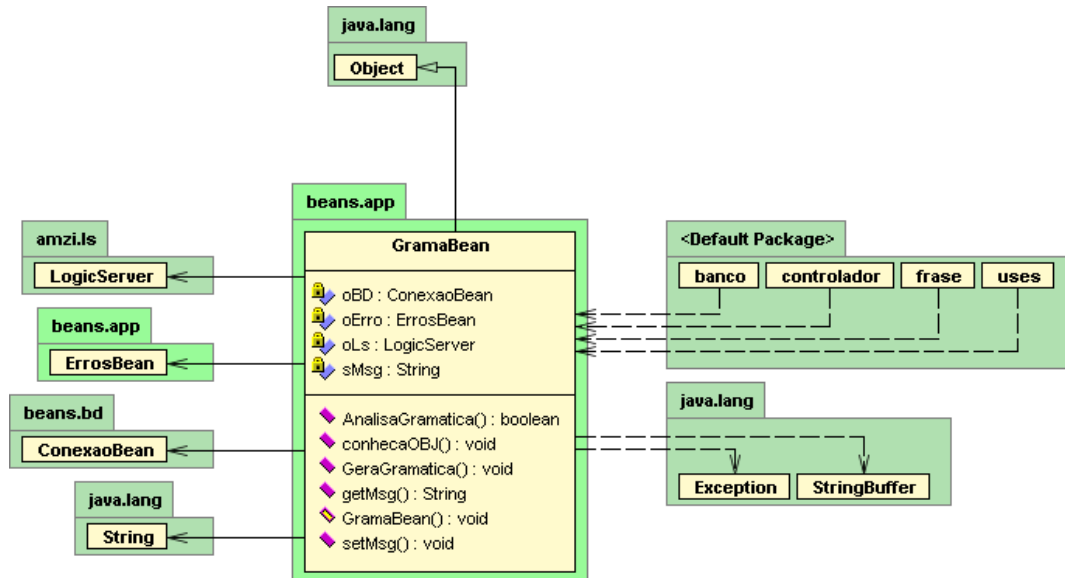 java.lang
Object
beans.app
GramaBean
oBD : ConexaoBean
oErro : ErrosBean
oLs : LogicServer
sMsg : String
AnalisaGramatica() : boolean
conhecaOBJ() : void
GeraGramatica() : void
getMsg() : String
GramaBean() : void
setMsg() : void
amzi.ls
LogicServer
beans.app
ErrosBean
beans.bd
ConexaoBean
java.lang
String
<Default Package>
banco controlador frase uses
java.lang
Exception StringBuffer